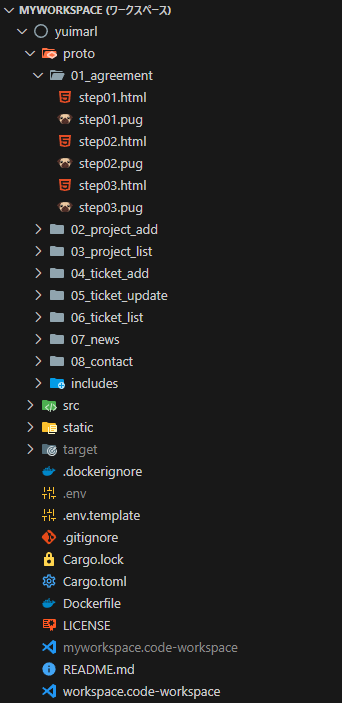 MYWORKSPACE (ワークスペース)
yuimarl
proto
01_agreement
step01.html
step01.pug
step02.html
step02.pug
step03.html
step03.pug
02_project_add
03_project_list
04_ticket_add
05_ticket_update
06_ticket_list
07_news
08_contact
includes
src
static
target
.dockerignore
.env
.env.template
.gitignore
Cargo.lock
Cargo.toml
Dockerfile
LICENSE
myworkspace.code-workspace
README.md
workspace.code-workspace